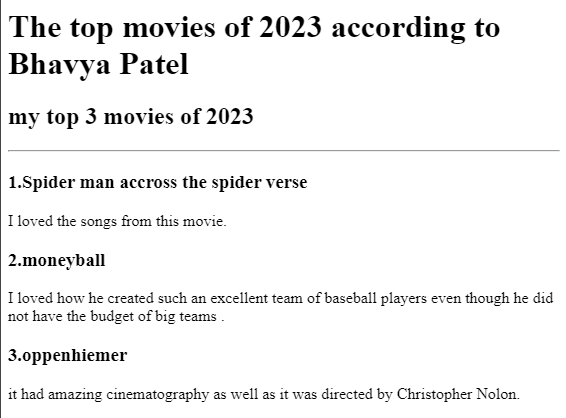 The top movies of 2023 according to
Bhavya Patel
my top 3 movies of 2023
1.Spider man accross the spider verse
I loved the songs from this movie.
2.moneyball
I loved how he created such an excellent team of baseball players even though he did
not have the budget of big teams .
3.oppenhiemer
it had amazing cinematography as well as it was directed by Christopher Nolon.